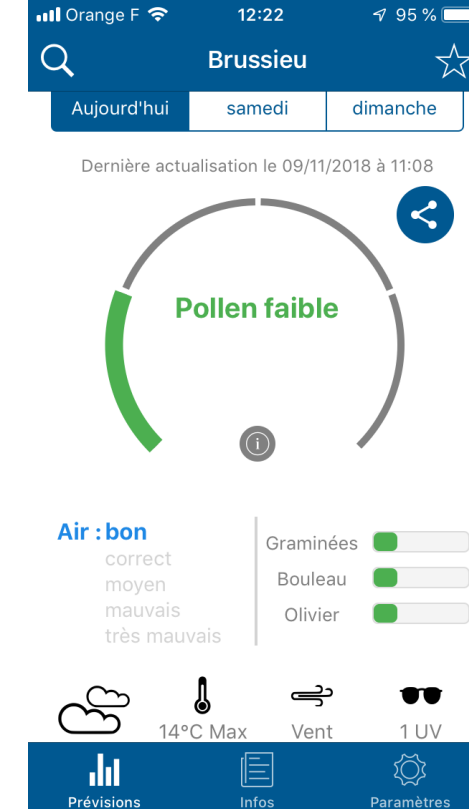 Orange F 12:22 95 %
Brussieu
Aujourd'hui samedi dimanche
Dernière actualisation le 09/11/2018 à 11:08
Pollen faible
i
Air : bon
correct
moyen
mauvais
très mauvais
Graminées
Bouleau
Olivier
14°C Max Vent 1 UV
Prévisions Infos Paramètres